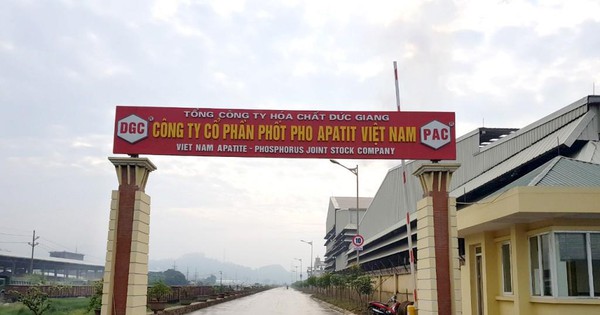 TỔNG CÔNG TY HÓA CHẤT ĐỨC GIANG
DGC
CÔNG TY CỔ PHẦN PHỐT PHO APATIT VIỆT NAM
PAC
VIET NAM APATITE - PHOSPHORUS JOINT STOCK COMPANY
10